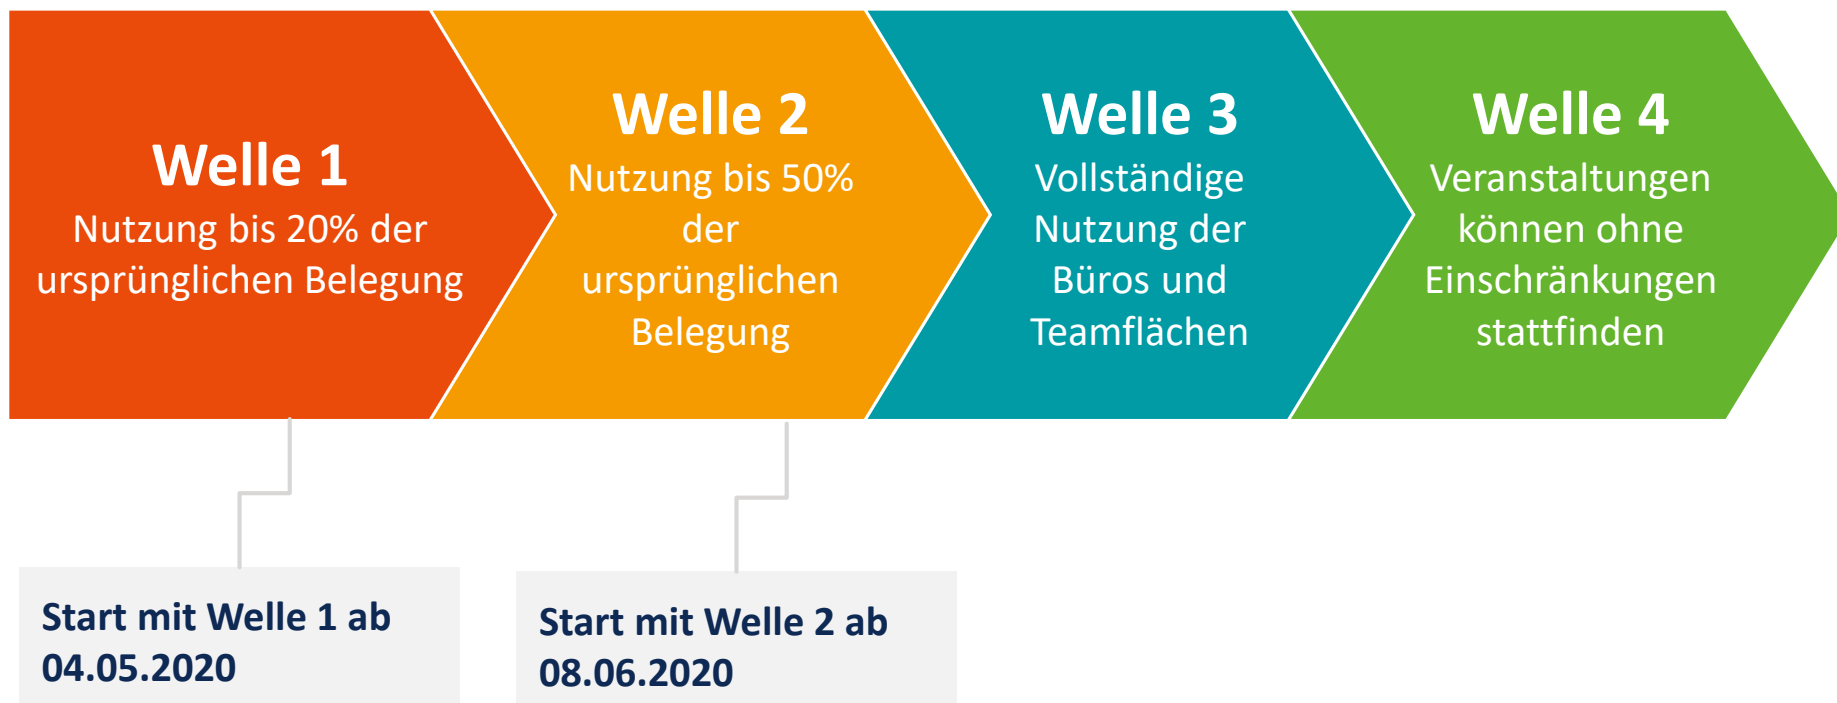 Welle 1
Nutzung bis 20% der
ursprünglichen Belegung
Welle 2
Nutzung bis 50%
der
ursprünglichen
Belegung
Welle 3
Vollständige
Nutzung der
Büros und
Teamflächen
Welle 4
Veranstaltungen
können ohne
Einschränkungen
stattfinden
Start mit Welle 1 ab
04.05.2020
Start mit Welle 2 ab
08.06.2020